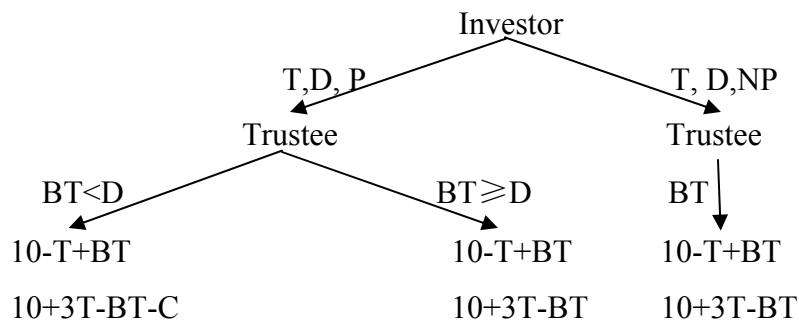 Investor
T,D, P T, D,NP
Trustee Trustee
BT<D BT≥D BT
10-T+BT 10-T+BT 10-T+BT
10+3T-BT-C 10+3T-BT 10+3T-BT